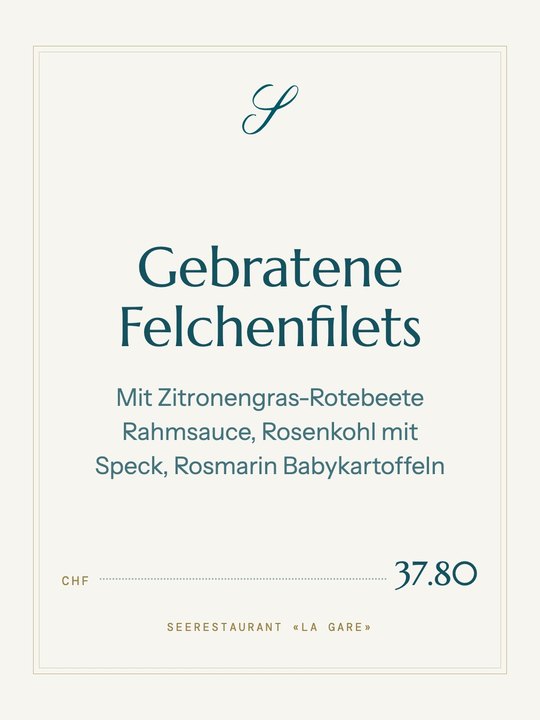 S
Gebratene
Felchenfilets
Mit Zitronengras-Rotebeete
Rahmsauce, Rosenkohl mit
Speck, Rosmarin Babykartoffeln
CHF 37.80
SEERESTAURANT «LA GARE»